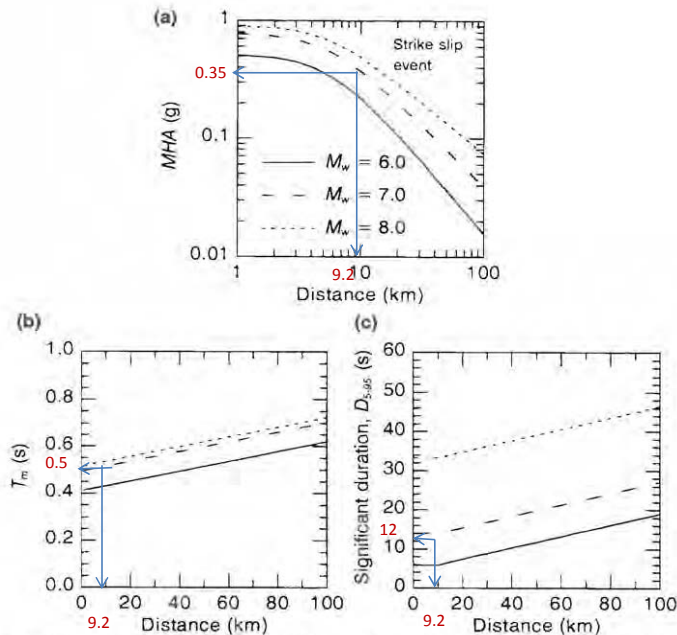 (a)
1
Strike slip
event
0.35
MHA (g)
0.1
M_w = 6.0
M_w = 7.0
M_w = 8.0
0.01
1
9.2
10
100
Distance (km)
(b)
1.0
0.8
0.6
0.5
0.4
0.2
0.0
T_m (s)
0
20
40
60
80
100
9.2
Distance (km)
(c)
60
50
40
30
20
12
10
0
Significant duration, D_5-95 (s)
0
20
40
60
80
100
9.2
Distance (km)